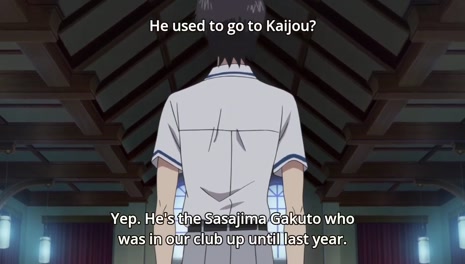 He used to go to Kaijou?
Yep. He's the Sasajima Gakuto who
was in our club up until last year.